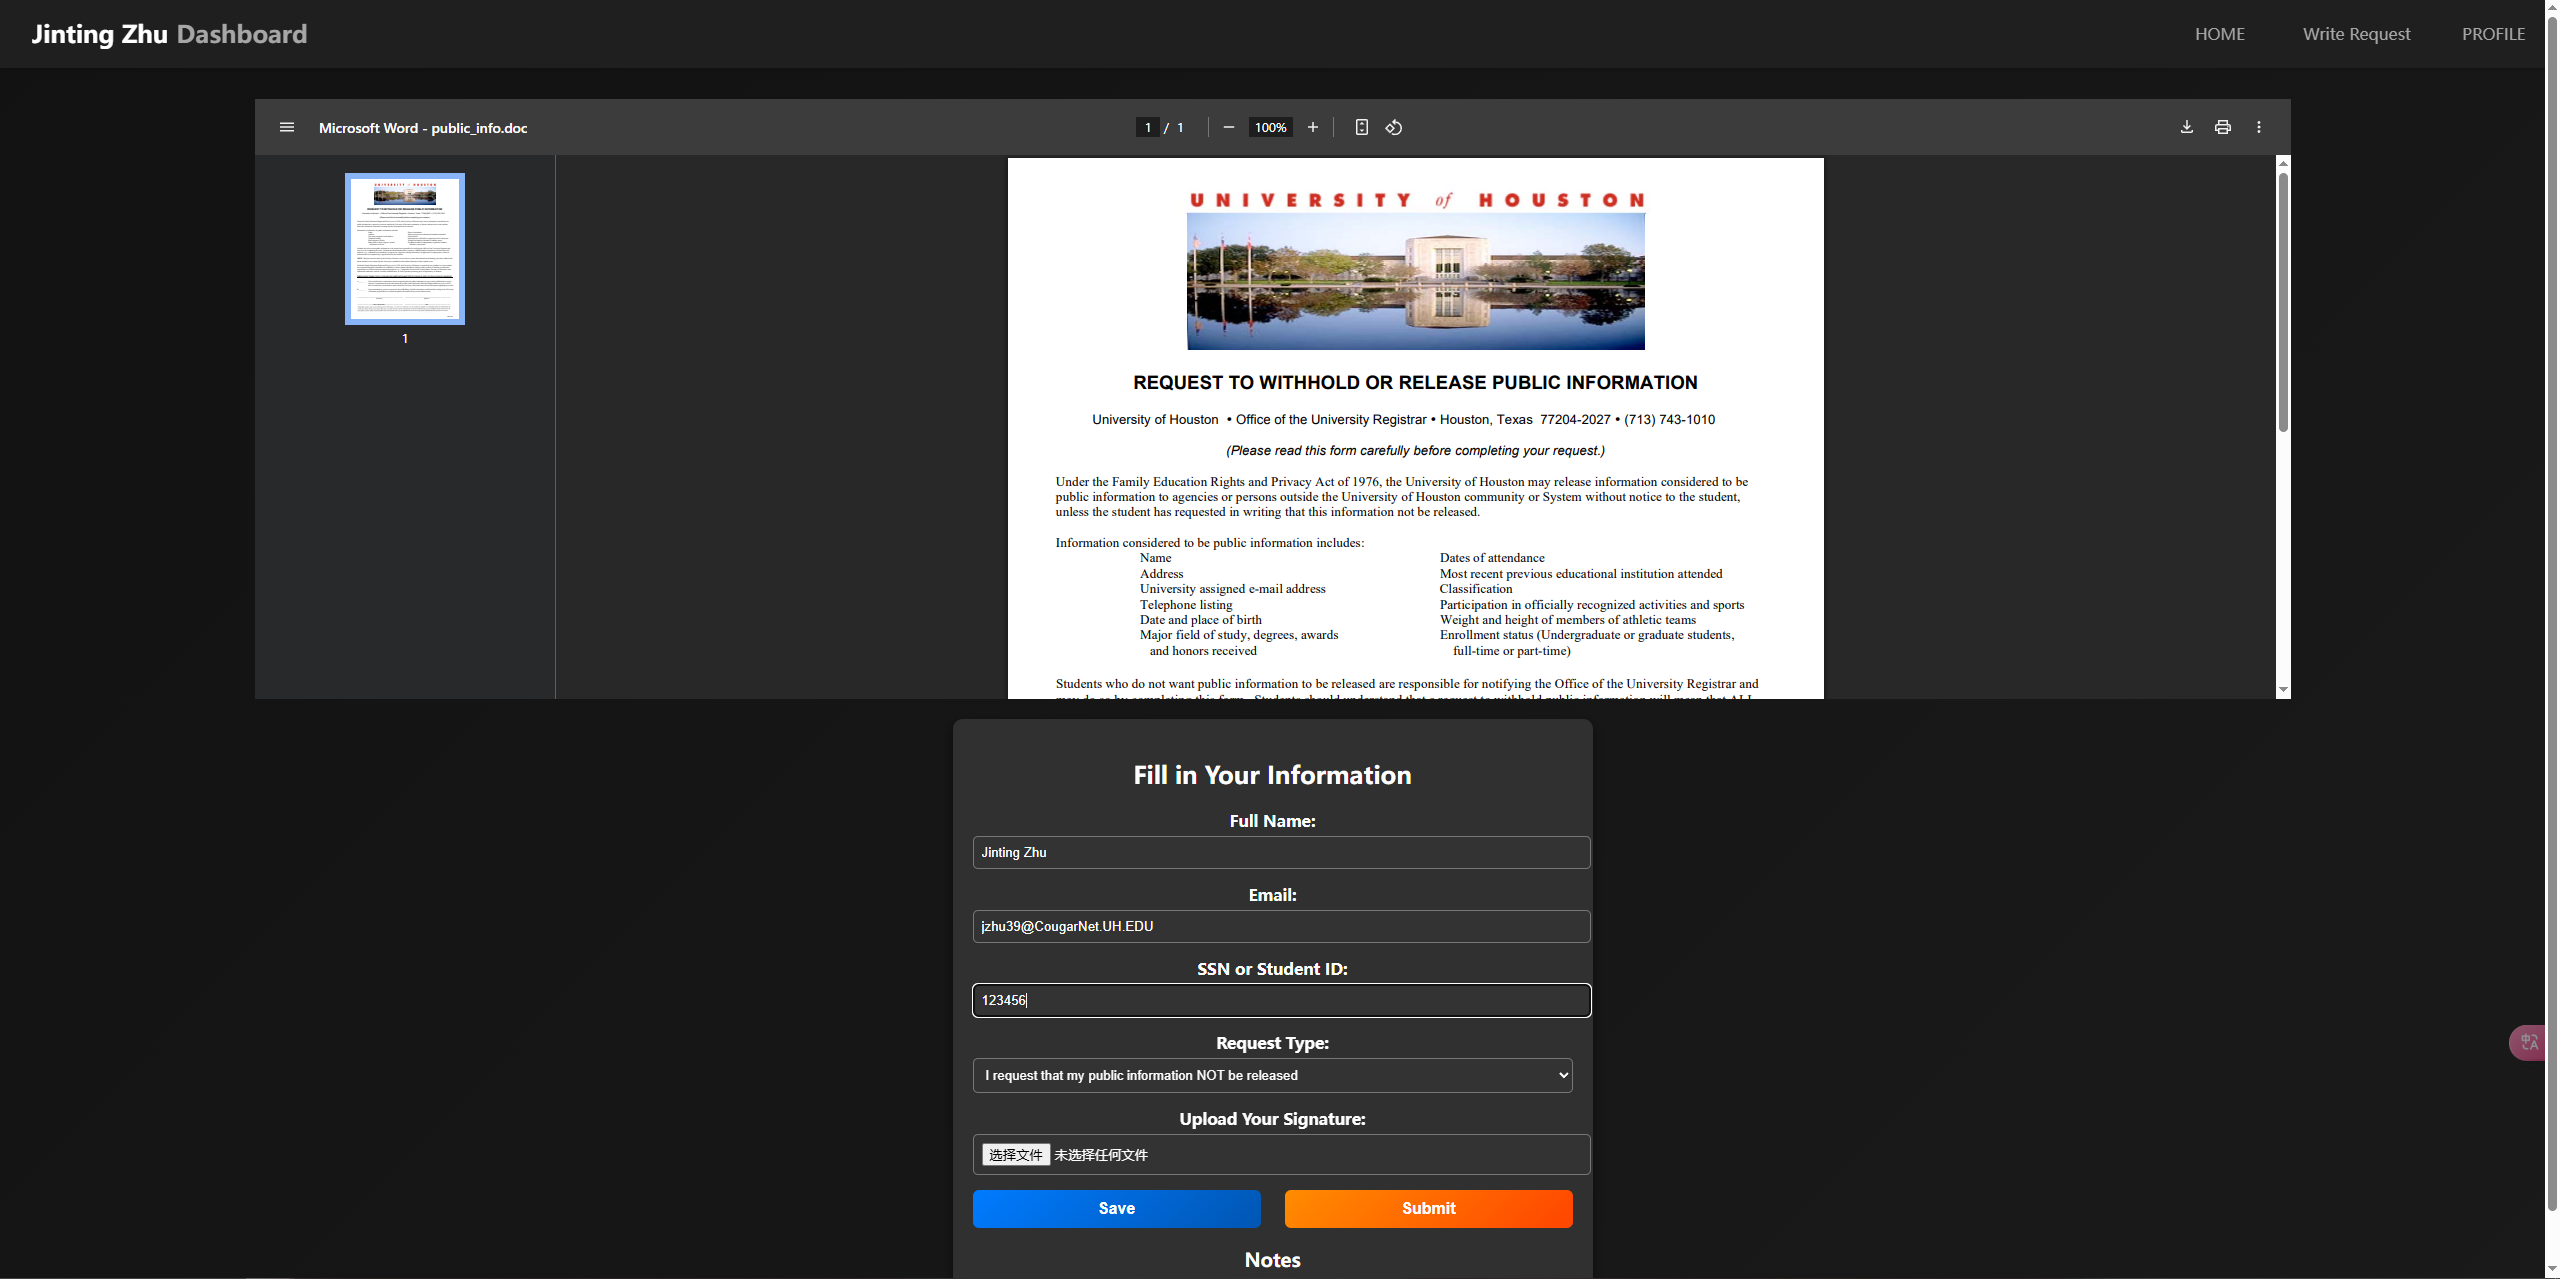 Jinting Zhu Dashboard
HOME
Write Request
PROFILE
Microsoft Word - public_info.doc
1 / 1
100%
1
UNIVERSITY of HOUSTON
REQUEST TO WITHHOLD OR RELEASE PUBLIC INFORMATION
University of Houston • Office of the University Registrar • Houston, Texas 77204-2027 • (713) 743-1010
(Please read this form carefully before completing your request.)
Under the Family Education Rights and Privacy Act of 1976, the University of Houston may release information considered to be
public information to agencies or persons outside the University of Houston community or System without notice to the student,
unless the student has requested in writing that this information not be released.
Information considered to be public information includes:
Name
Address
University assigned e-mail address
Telephone listing
Date and place of birth
Major field of study, degrees, awards
and honors received
Dates of attendance
Most recent previous educational institution attended
Classification
Participation in officially recognized activities and sports
Weight and height of members of athletic teams
Enrollment status (Undergraduate or graduate students,
full-time or part-time)
Students who do not want public information to be released are responsible for notifying the Office of the University Registrar and
Fill in Your Information
Full Name:
Jinting Zhu
Email:
jzhu39@CougarNet.UH.EDU
SSN or Student ID:
123456
Request Type:
I request that my public information NOT be released
Upload Your Signature:
选择文件 未选择任何文件
Save
Submit
Notes